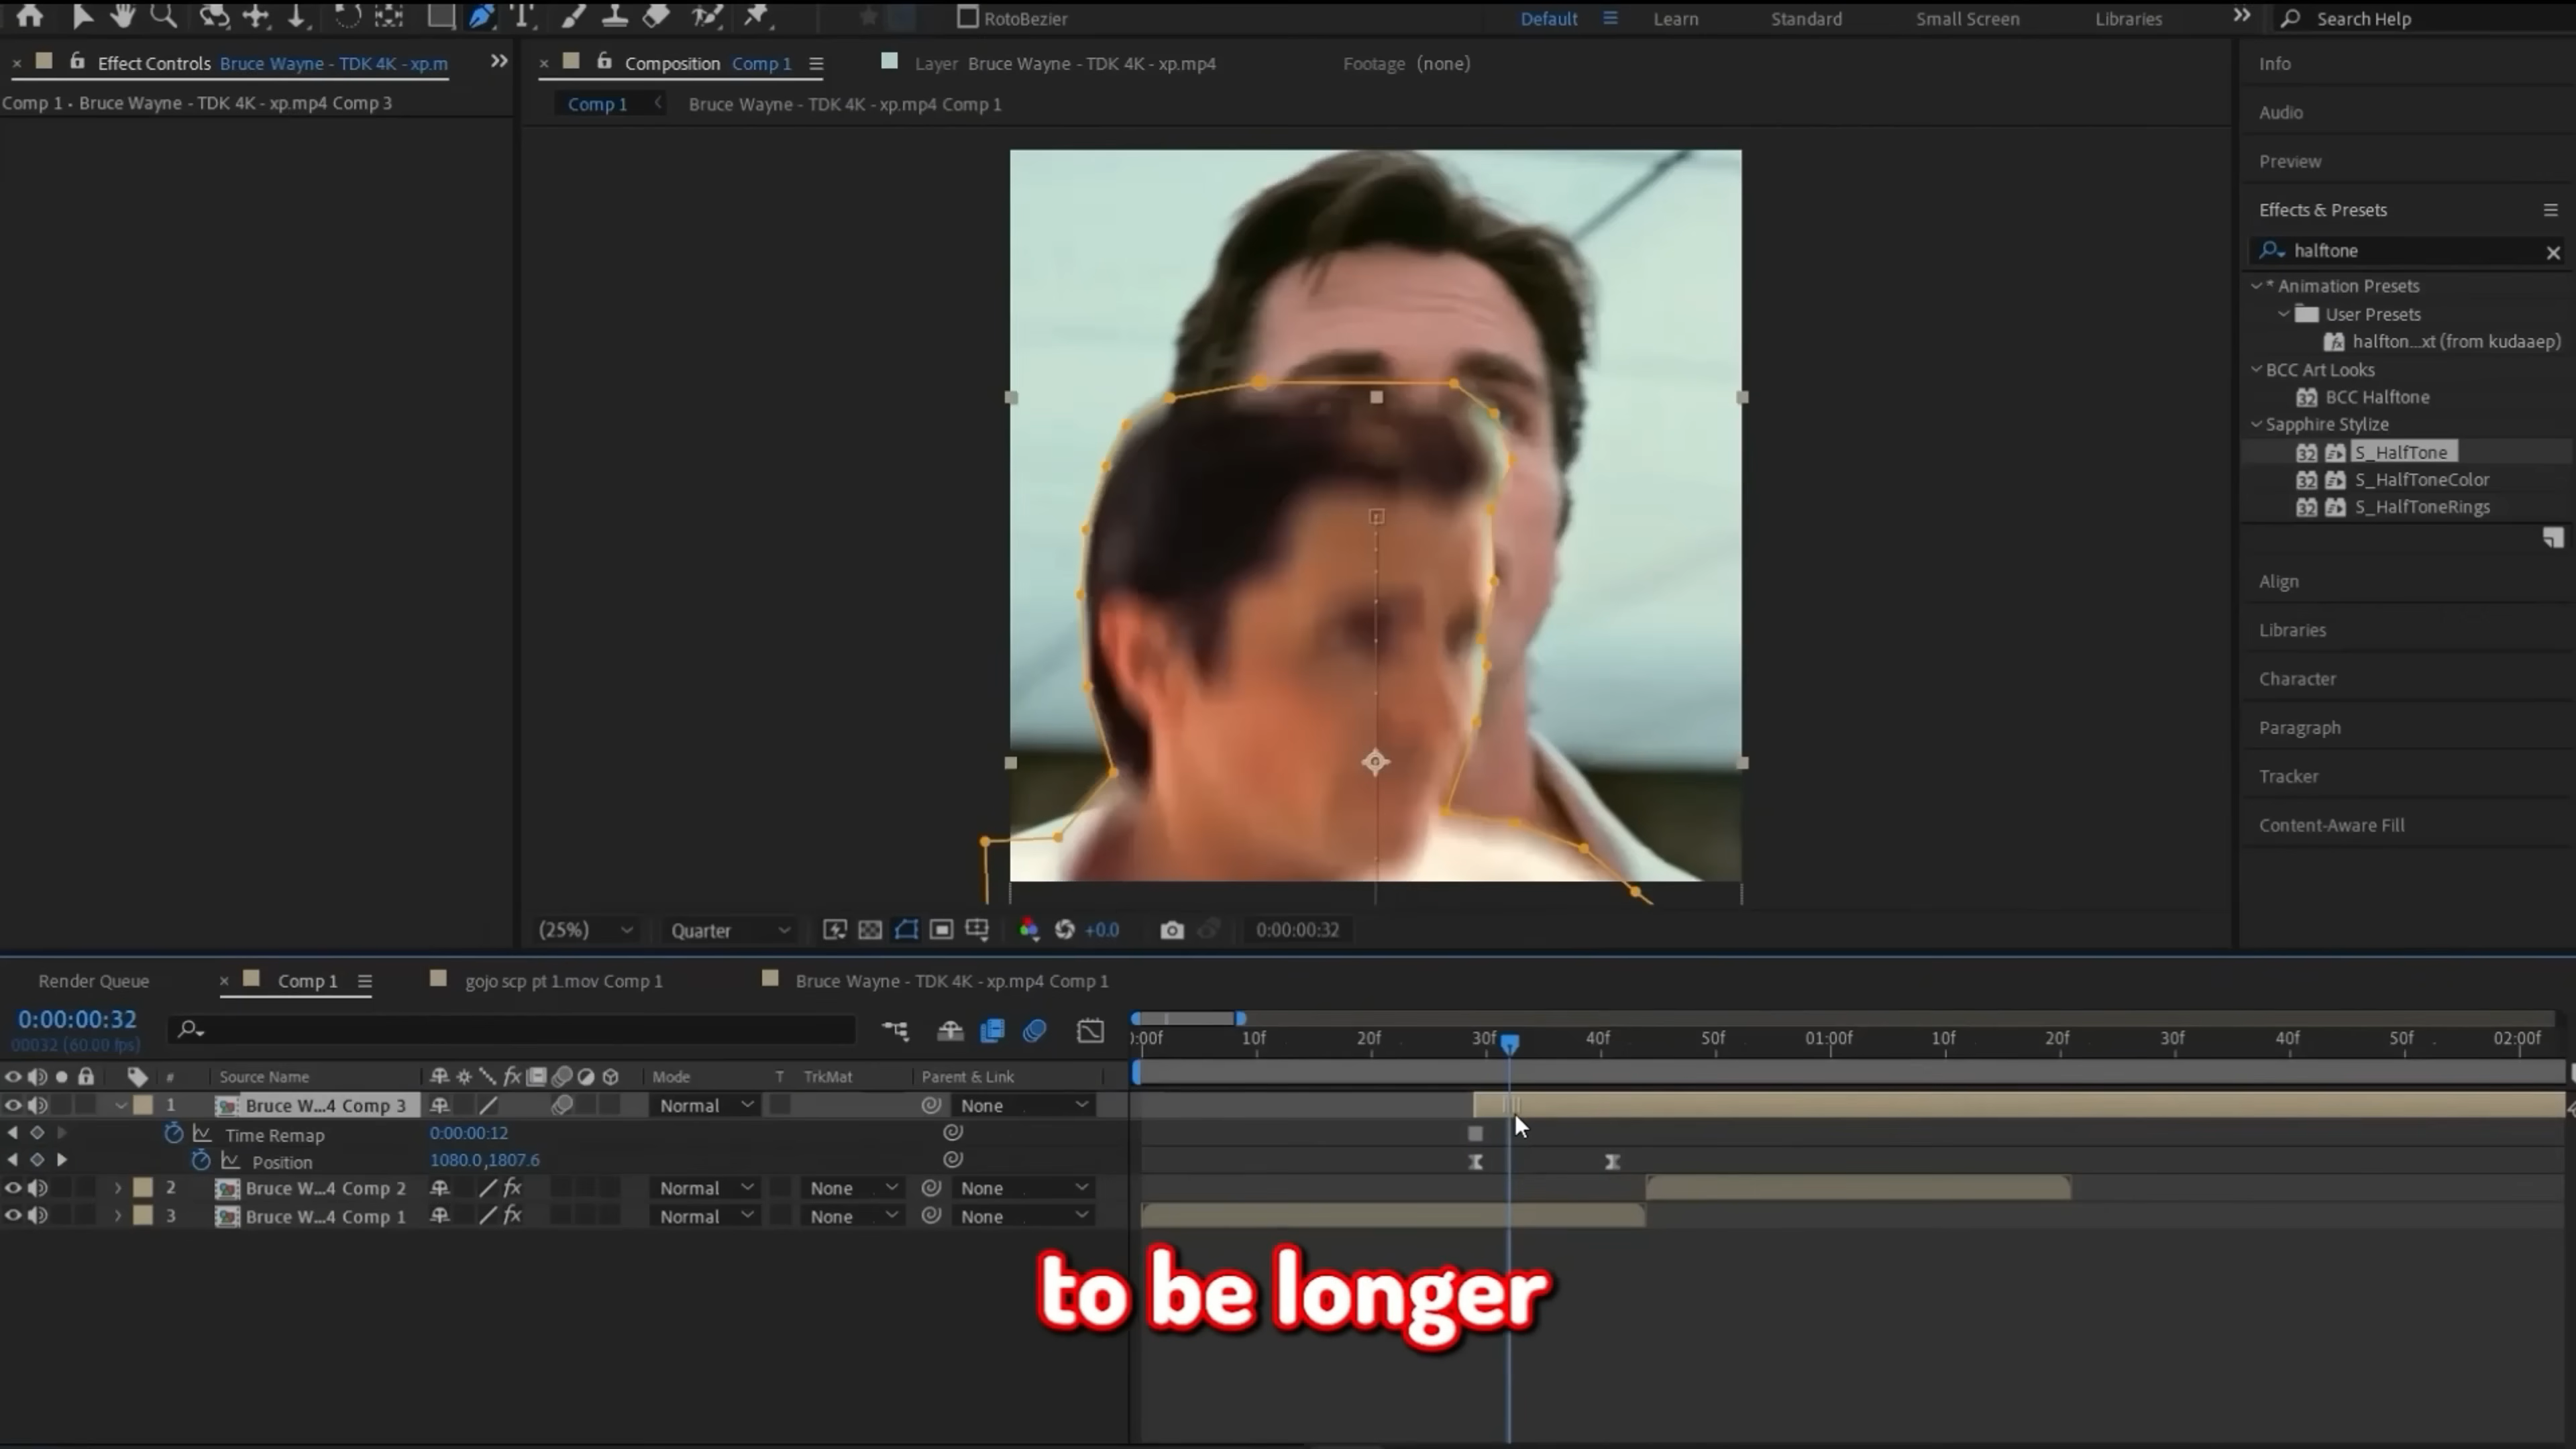 RotoBezier
Default
Learn
Standard
Small Screen
Libraries
Search Help
Effect Controls Bruce Wayne - TDK 4K - xp.m
Composition Comp 1
Layer Bruce Wayne - TDK 4K - xp.mp4
Footage (none)
Info
Comp 1 • Bruce Wayne - TDK 4K - xp.mp4 Comp 3
Comp 1
Bruce Wayne - TDK 4K - xp.mp4 Comp 1
Audio
Preview
Effects & Presets
halftone
* Animation Presets
User Presets
halfton...xt (from kudaaep)
BCC Art Looks
BCC Halftone
Sapphire Stylize
S_HalfTone
S_HalfToneColor
S_HalfToneRings
Align
Libraries
Character
Paragraph
Tracker
Content-Aware Fill
(25%)
Quarter
+0.0
0:00:00:32
Render Queue
Comp 1
gojo scp pt 1.mov Comp 1
Bruce Wayne - TDK 4K - xp.mp4 Comp 1
0:00:00:32
00032 (60.00 fps)
):00f 10f 20f 30f 40f 50f 01:00f 10f 20f 30f 40f 50f 02:00f
# Source Name fx Mode T TrkMat Parent & Link
1 Bruce W...4 Comp 3 Normal None
Time Remap 0:00:00:12
Position 1080.0,1807.6
2 Bruce W...4 Comp 2 fx Normal None None
3 Bruce W...4 Comp 1 fx Normal None None
to be longer